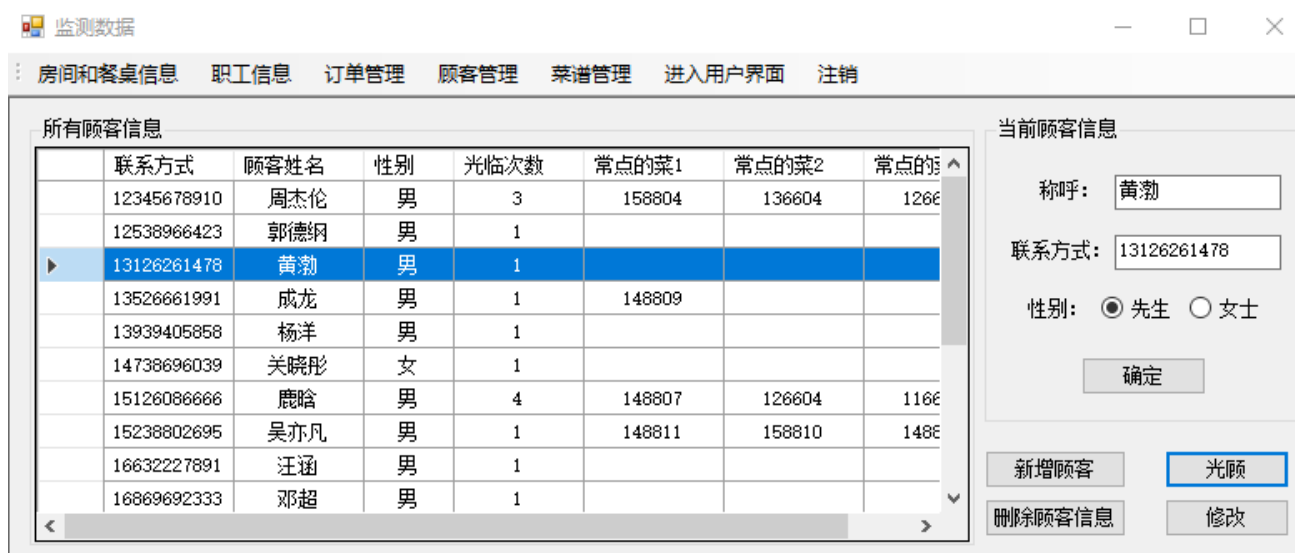 监测数据
房间和餐桌信息 职工信息 订单管理 顾客管理 菜谱管理 进入用户界面 注销
所有顾客信息
联系方式 顾客姓名 性别 光临次数 常点的菜1 常点的菜2 常点的
12345678910 周杰伦 男 3 158804 136604 1266
12538966423 郭德纲 男 1
13126261478 黄渤 男 1
13526661991 成龙 男 1 148809
13939405858 杨洋 男 1
14738696039 关晓彤 女 1
15126086666 鹿晗 男 4 148807 126604 1166
15238802695 吴亦凡 男 1 148811 158810 1488
16632227891 汪涵 男 1
16869692333 邓超 男 1
当前顾客信息
称呼: 黄渤
联系方式: 13126261478
性别: 先生 女士
确定
新增顾客 光顾
删除顾客信息 修改